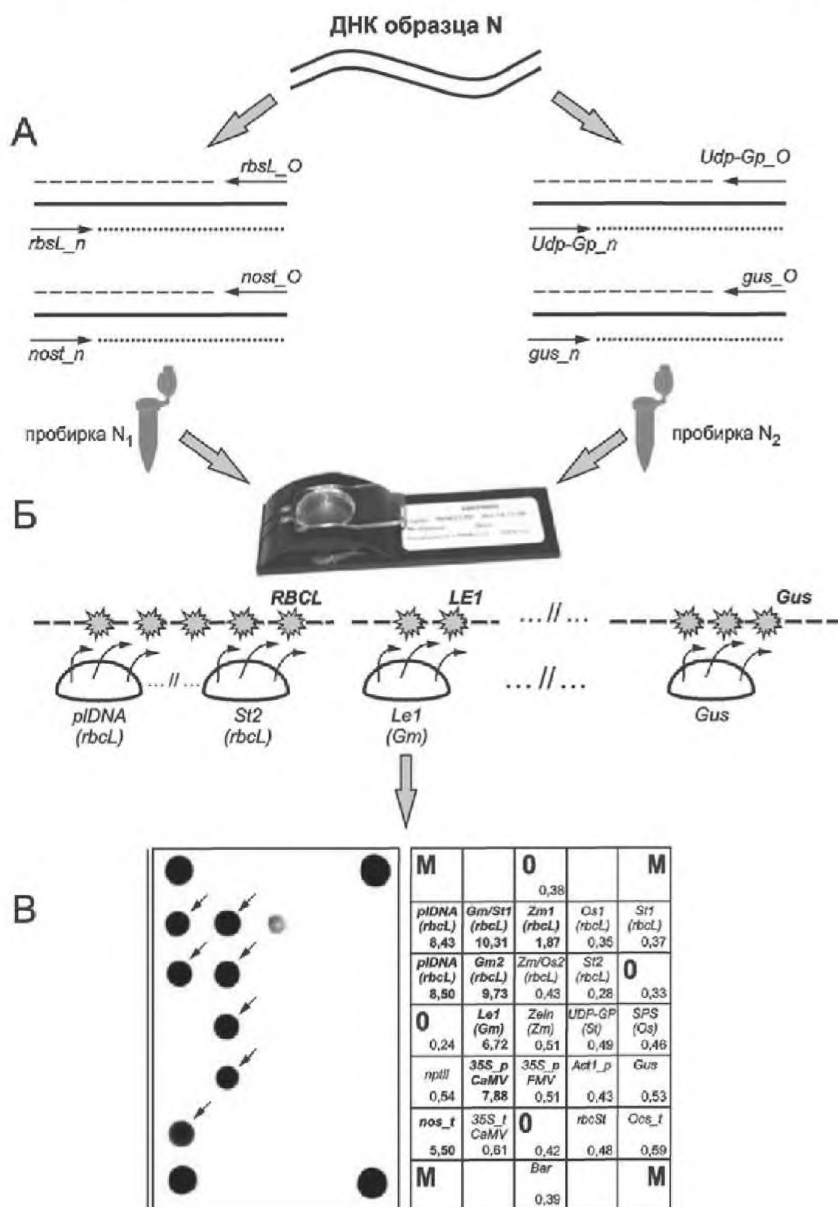 ДНК образца N
А
rbsL_O
rbsL_n
nost_O
nost_n
Udp-Gp_O
Udp-Gp_n
gus_O
gus_n
пробирка N1
пробирка N2
Б
RBCL LE1 ...//... Gus
...//... ...//...
plDNA St2 Le1 Gus
(rbcL) (rbcL) (Gm)
В
M 0 M
0,38
plDNA Gm/St1 Zm1 Os1 St1
(rbcL) (rbcL) (rbcL) (rbcL) (rbcL)
8,43 10,31 1,87 0,35 0,37
plDNA Gm2 Zm/Os2 St2 0
(rbcL) (rbcL) (rbcL) (rbcL)
8,50 9,73 0,43 0,28 0,33
0 Le1 Zein UDP-GP SPS
(Gm) (Zm) (St) (Os)
0,24 6,72 0,51 0,49 0,46
nptII 35S_p 35S_p Act1_p Gus
CaMV FMV
0,54 7,88 0,51 0,43 0,53
nos_t 35S_t 0 rbcSt Ocs_t
CaMV
5,50 0,61 0,42 0,48 0,59
M Bar M
0,39